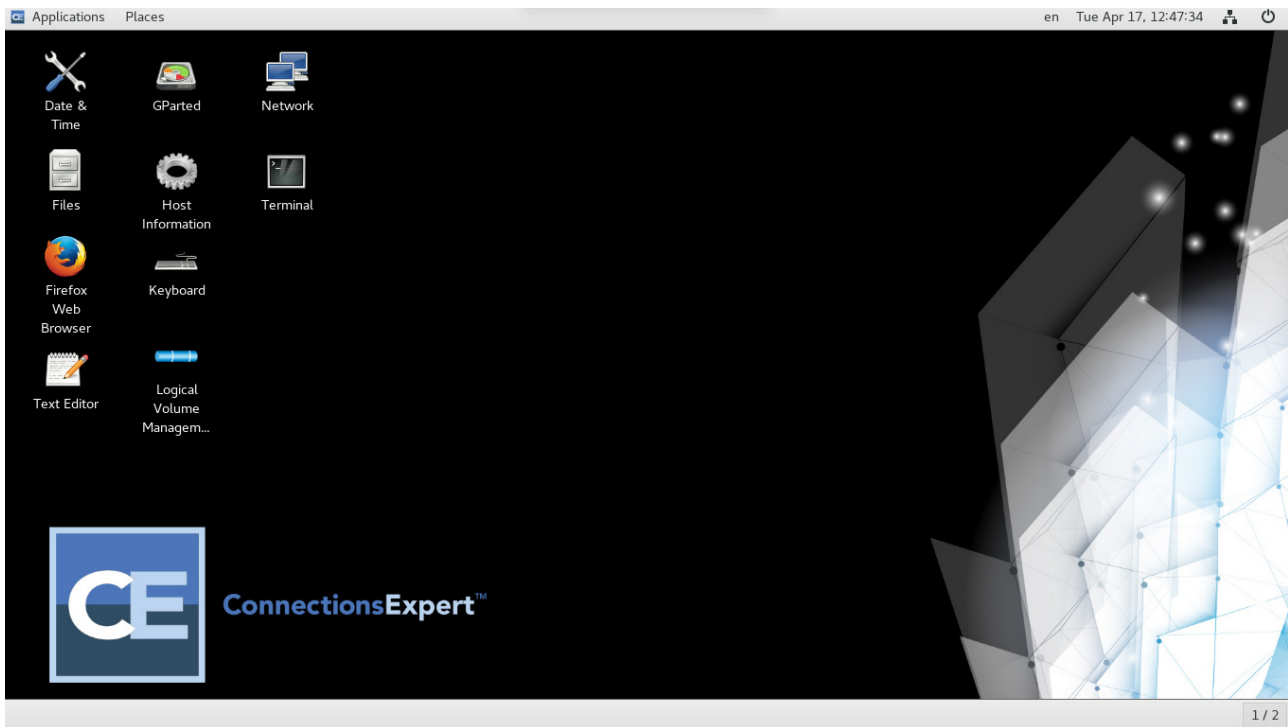 Applications Places en Tue Apr 17, 12:47:34
Date &
Time
GParted
Network
Files
Host
Information
Terminal
Firefox
Web
Browser
Keyboard
Text Editor
Logical
Volume
Managem...
CE ConnectionsExpert™
1 / 2